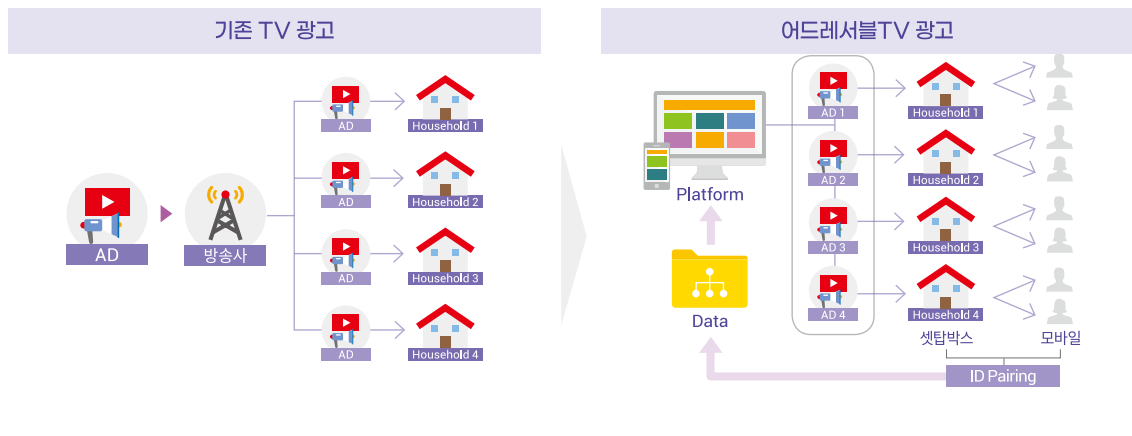 기존 TV 광고
AD
방송사
AD
Household 1
AD
Household 2
AD
Household 3
AD
Household 4
어드레서블TV 광고
Platform
Data
AD 1
Household 1
AD 2
Household 2
AD 3
Household 3
AD 4
Household 4
셋탑박스
모바일
ID Pairing